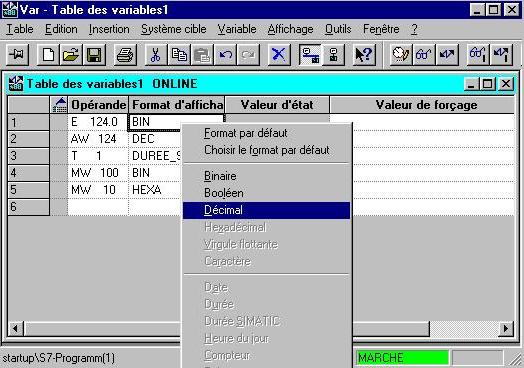 Var - Table des variables1
Table Edition Insertion Système cible Variable Affichage Outils Fenêtre ?
Table des variables1 ONLINE
Opérande Format d'afficha Valeur d'état Valeur de forçage
1 E 124.0 BIN
2 AW 124 DEC
3 T 1 DUREE_S
4 MW 100 BIN
5 MW 10 HEXA
6
Format par défaut
Choisir le format par défaut
Binaire
Booléen
Décimal
Hexadécimal
Virgule flottante
Caractère
Date
Durée
Durée SIMATIC
Heure du jour
Compteur
startup\S7-Programm(1) MARCHE